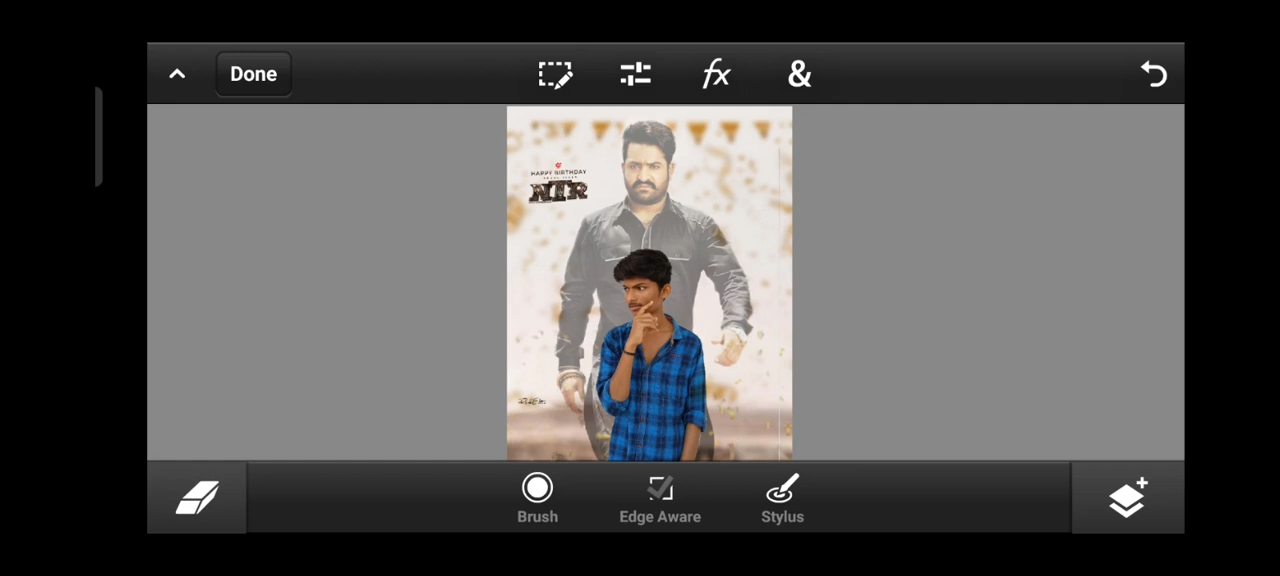 Done
fx
&
HAPPY BIRTHDAY
NTR
Brush
Edge Aware
Stylus